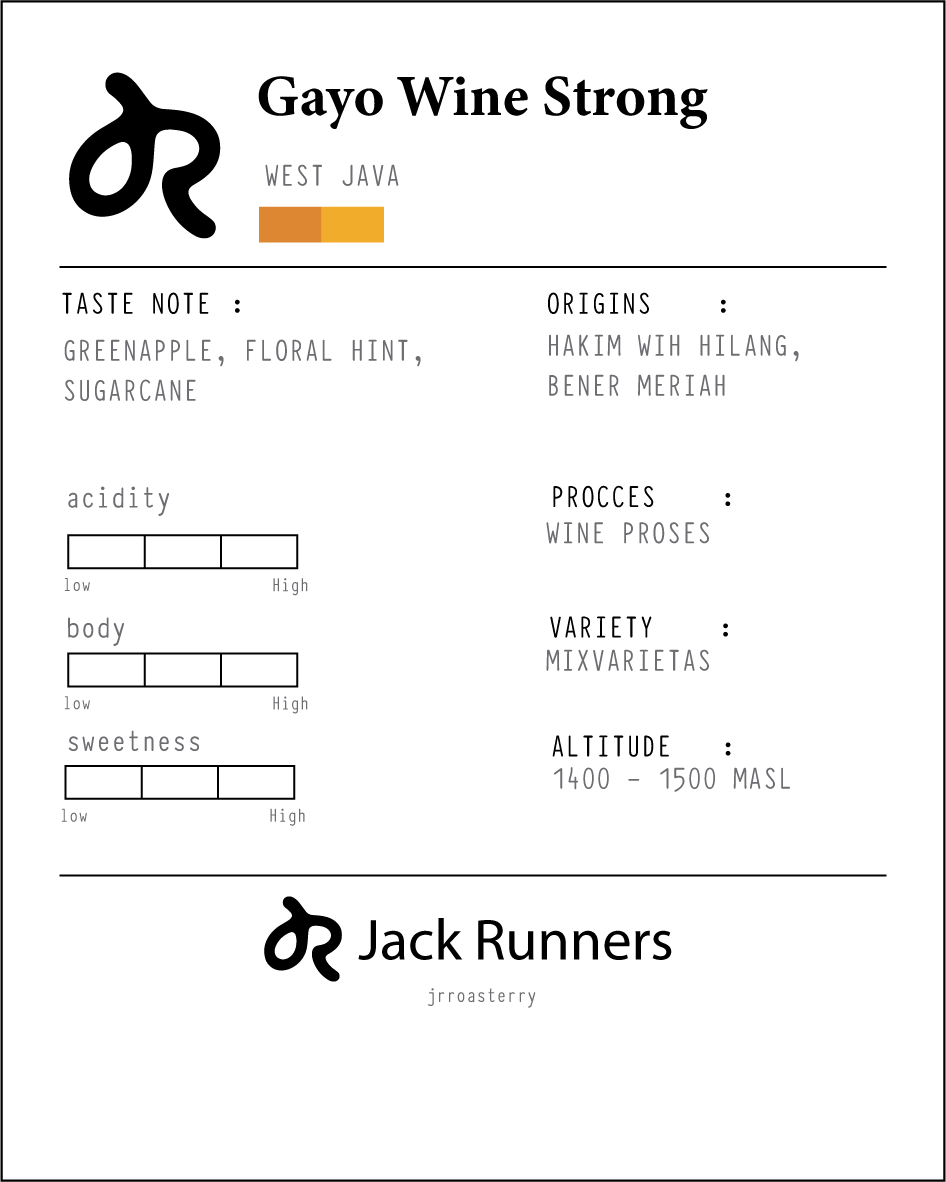 Gayo Wine Strong
WEST JAVA
TASTE NOTE :
GREENAPPLE, FLORAL HINT,
SUGARCANE
ORIGINS :
HAKIM WIH HILANG,
BENER MERIAH
acidity
low High
body
low High
sweetness
low High
PROCCES :
WINE PROSES
VARIETY :
MIXVARIETAS
ALTITUDE :
1400 - 1500 MASL
Jack Runners
jrroasterry